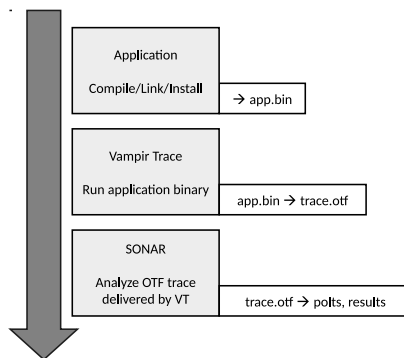 Application
Compile/Link/Install
→ app.bin
Vampir Trace
Run application binary
app.bin → trace.otf
SONAR
Analyze OTF trace
delivered by VT
trace.otf → polts, results